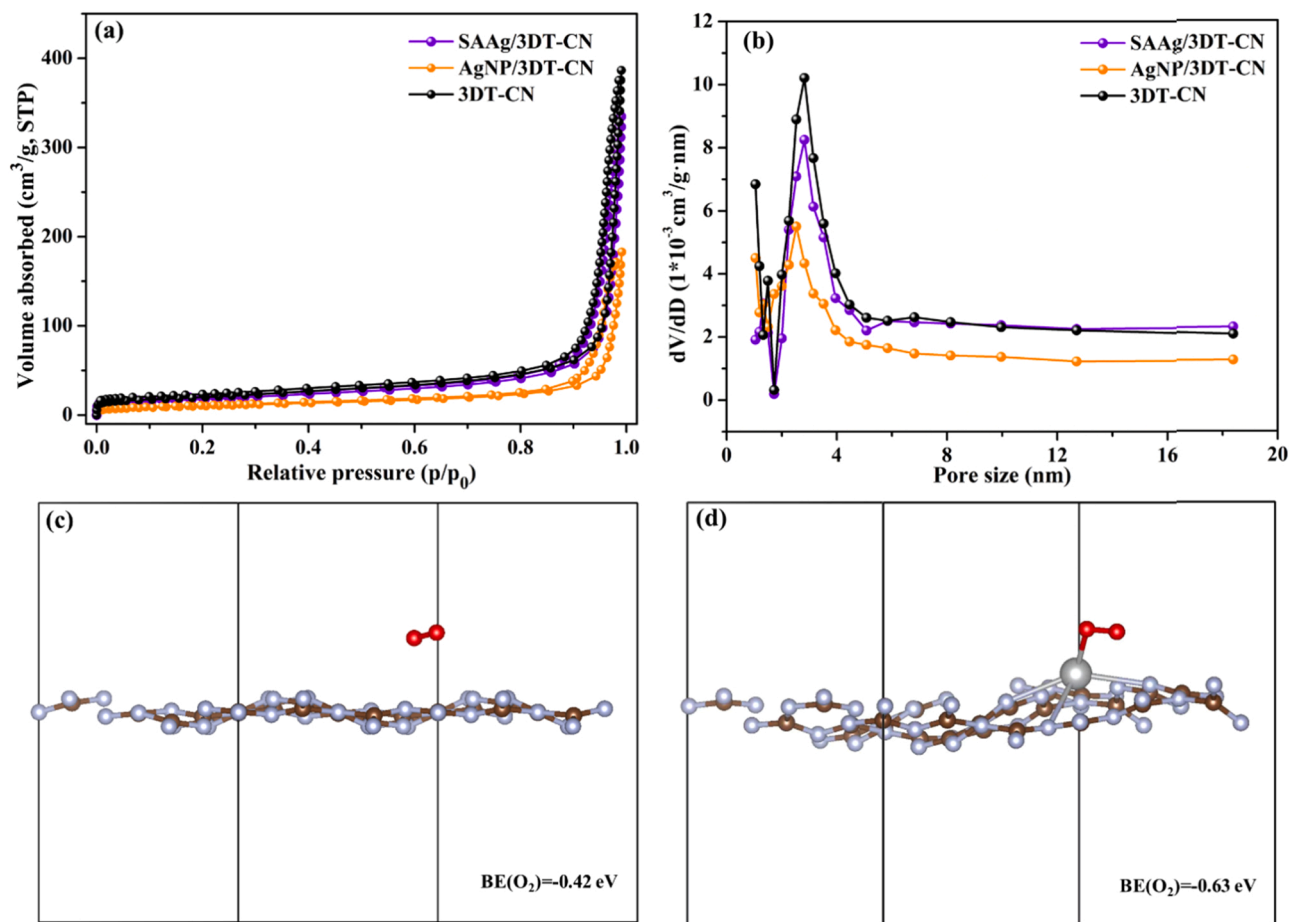 (a)
SAAg/3DT-CN
AgNP/3DT-CN
3DT-CN
Volume absorbed (cm³/g, STP)
400
300
200
100
0
0.0 0.2 0.4 0.6 0.8 1.0
Relative pressure (p/p₀)
(b)
SAAg/3DT-CN
AgNP/3DT-CN
3DT-CN
dV/dD (1*10⁻³ cm³/g·nm)
12
10
8
6
4
2
0
0 4 8 12 16 20
Pore size (nm)
(c)
BE(O₂)=-0.42 eV
(d)
BE(O₂)=-0.63 eV